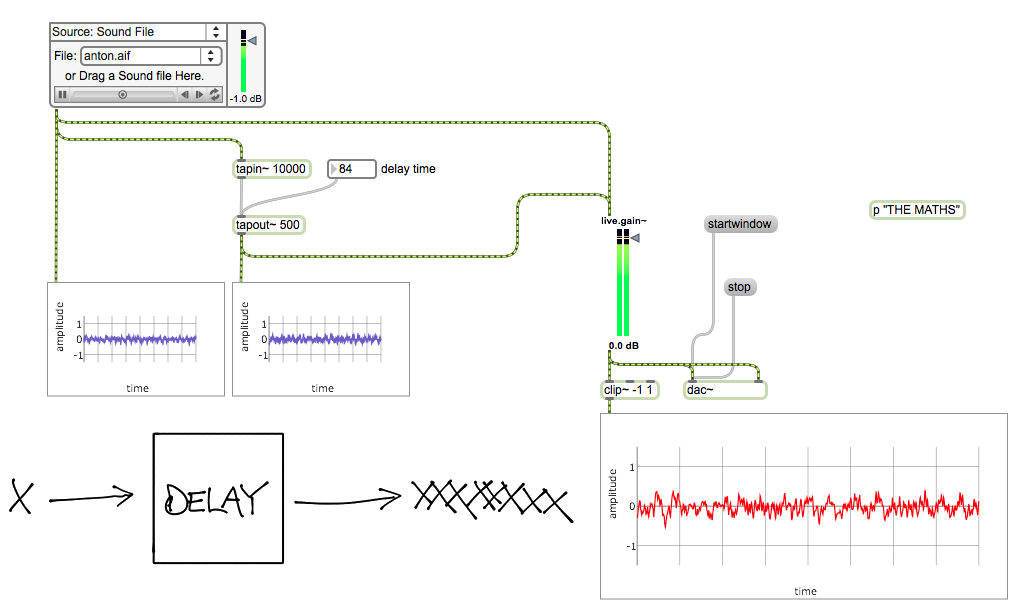 Source: Sound File
File: anton.aif
or Drag a Sound file Here.
-1.0 dB
tapin~ 10000
84 delay time
tapout~ 500
p "THE MATHS"
live.gain~
startwindow
stop
0.0 dB
clip~ -1 1
dac~
amplitude
1
0
-1
time
amplitude
1
0
-1
time
amplitude
1
0
-1
time
X
DELAY
XXXXXXXX